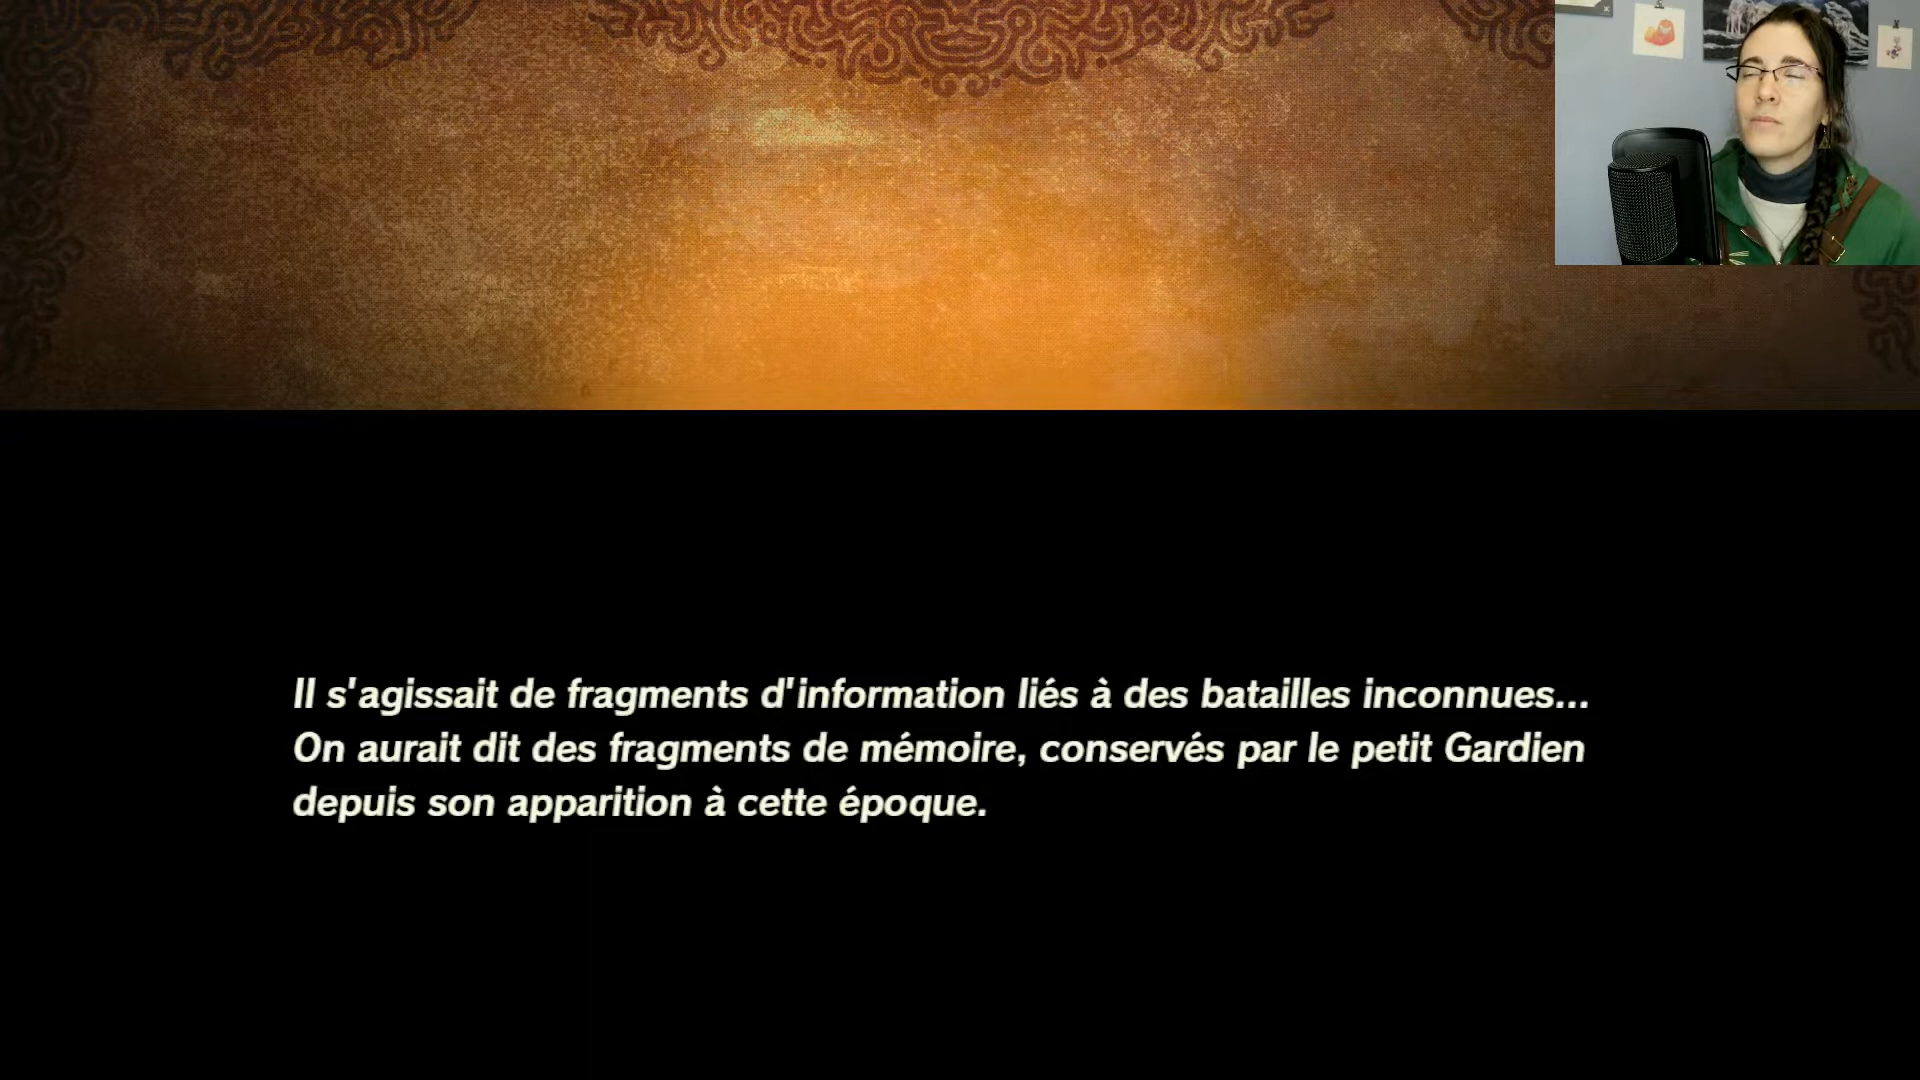 Il s'agissait de fragments d'information liés à des batailles inconnues...
On aurait dit des fragments de mémoire, conservés par le petit Gardien
depuis son apparition à cette époque.